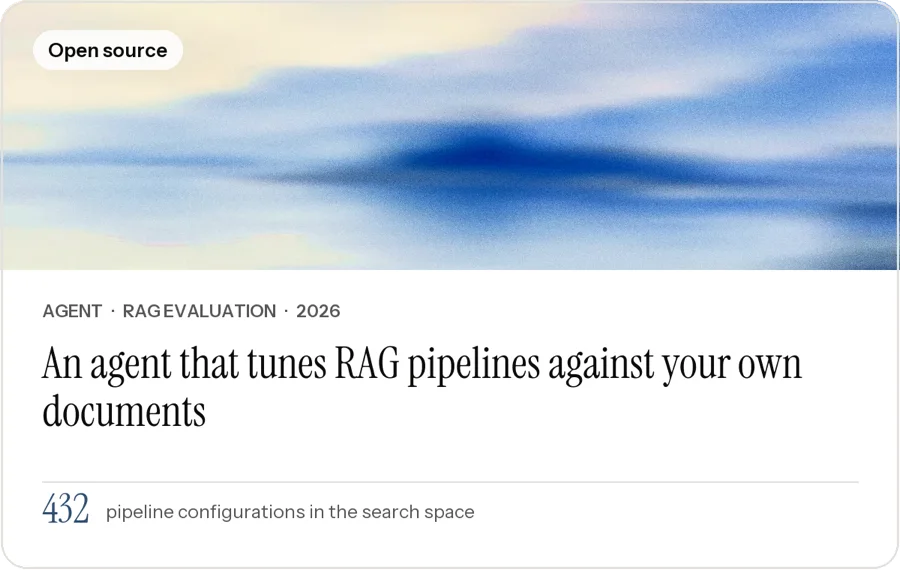 Open source
AGENT · RAG EVALUATION · 2026
An agent that tunes RAG pipelines against your own
documents
432 pipeline configurations in the search space